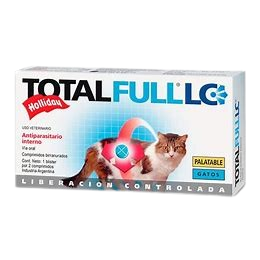 TOTAL FULL LC
Holliday
USO VETERINARIO
Antiparasitario
interno
Vía oral
Comprimidos birranurados
Cont. Neto: 1 blister
por 2 comprimidos
Industria Argentina
PALATABLE
GATOS
LIBERACION CONTROLADA